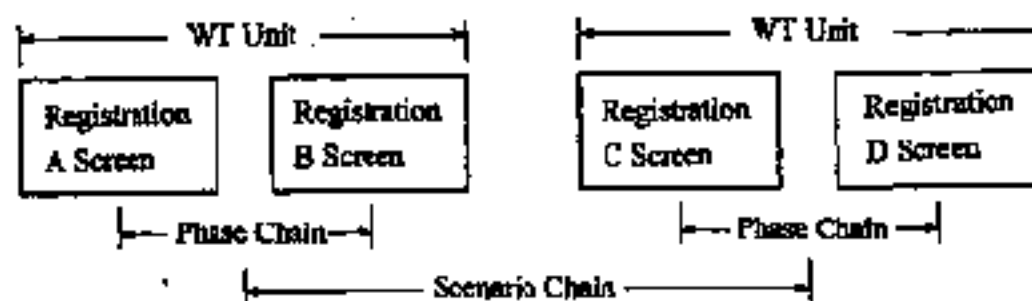 WT Unit
WT Unit
Registration
A Screen
Registration
B Screen
Registration
C Screen
Registration
D Screen
Phase Chain
Phase Chain
Scenario Chain